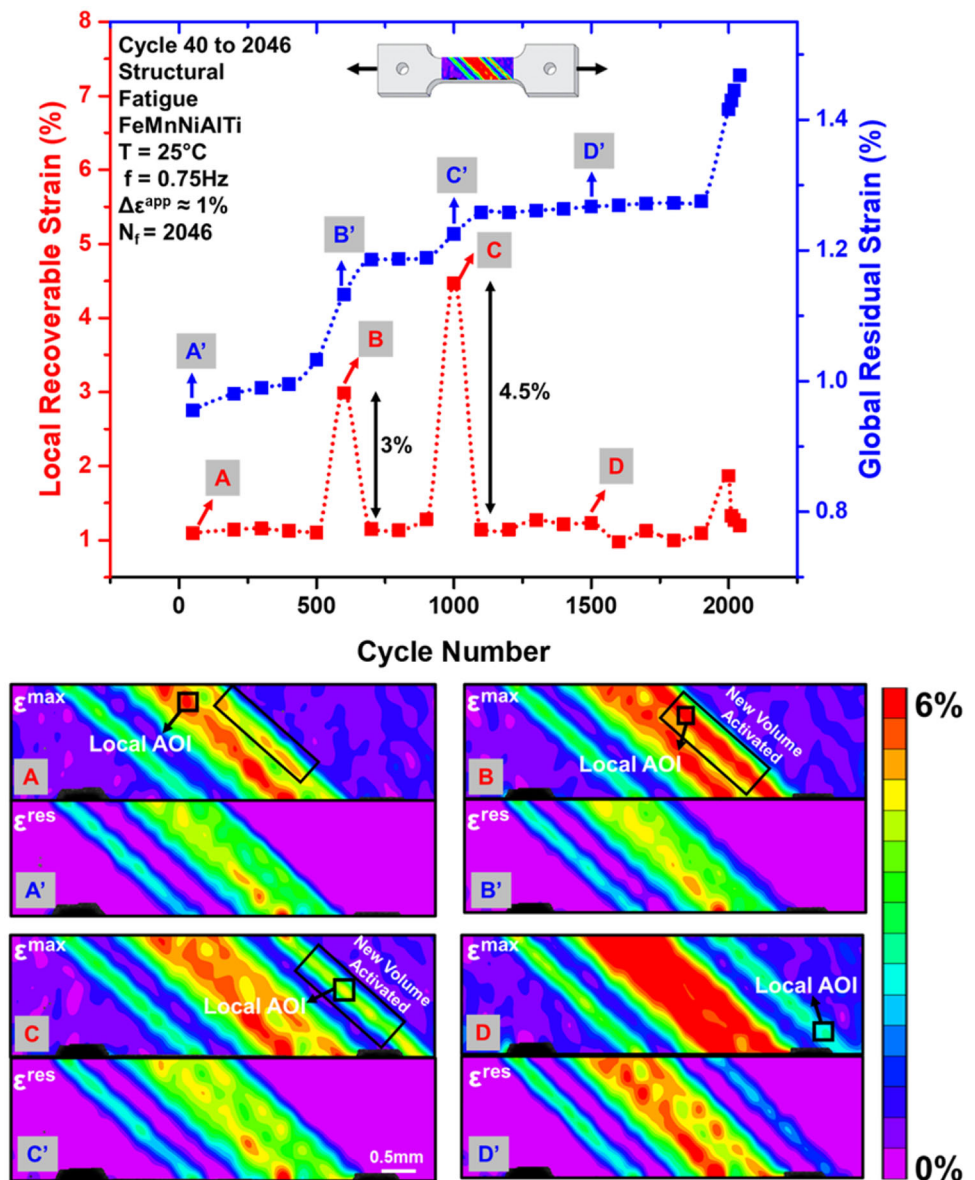 Cycle 40 to 2046
Structural
Fatigue
FeMnNiAlTi
T = 25°C
f = 0.75Hz
Δε^app ≈ 1%
N_f = 2046
Local Recoverable Strain (%)
8
7
6
5
4
3
2
1
Global Residual Strain (%)
1.4
1.2
1.0
0.8
A'
B'
C'
D'
A
B
C
D
3%
4.5%
0
500
1000
1500
2000
Cycle Number
ε^max
Local AOI
A
ε^res
A'
ε^max
New Volume
Activated
Local AOI
B
ε^res
B'
ε^max
New Volume
Activated
Local AOI
C
ε^res
C'
0.5mm
ε^max
Local AOI
D
ε^res
D'
6%
0%